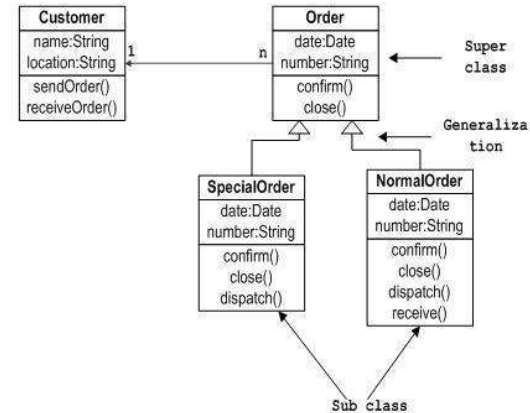 Customer
name:String
location:String
sendOrder()
receiveOrder()
1
n
Order
date:Date
number:String
confirm()
close()
Super
class
Generaliza
tion
SpecialOrder
date:Date
number:String
confirm()
close()
dispatch()
NormalOrder
date:Date
number:String
confirm()
close()
dispatch()
receive()
Sub class